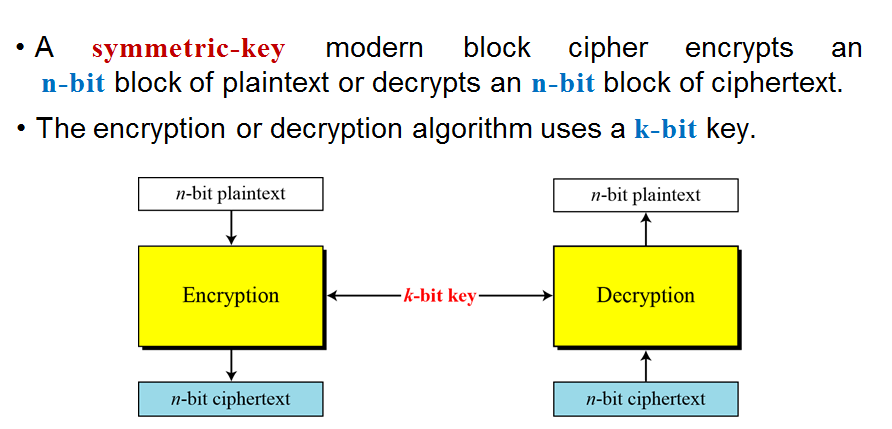 • A symmetric-key modern block cipher encrypts an
n-bit block of plaintext or decrypts an n-bit block of ciphertext.
• The encryption or decryption algorithm uses a k-bit key.
n-bit plaintext
n-bit plaintext
Encryption
k-bit key
Decryption
n-bit ciphertext
n-bit ciphertext